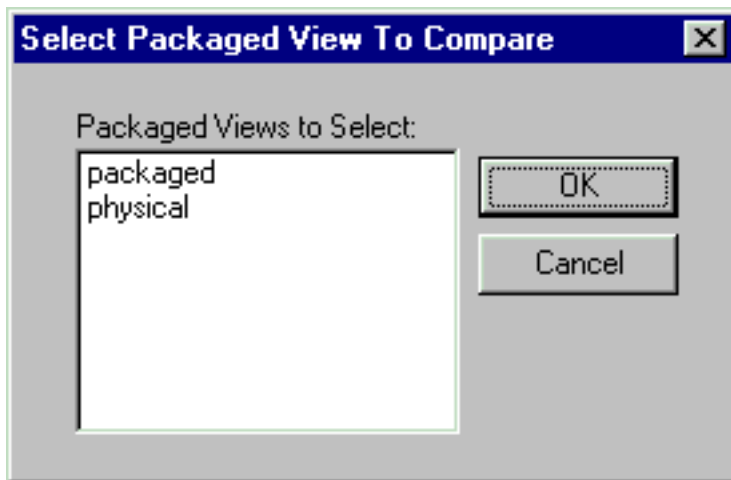 Select Packaged View To Compare
Packaged Views to Select:
packaged
physical
OK
Cancel